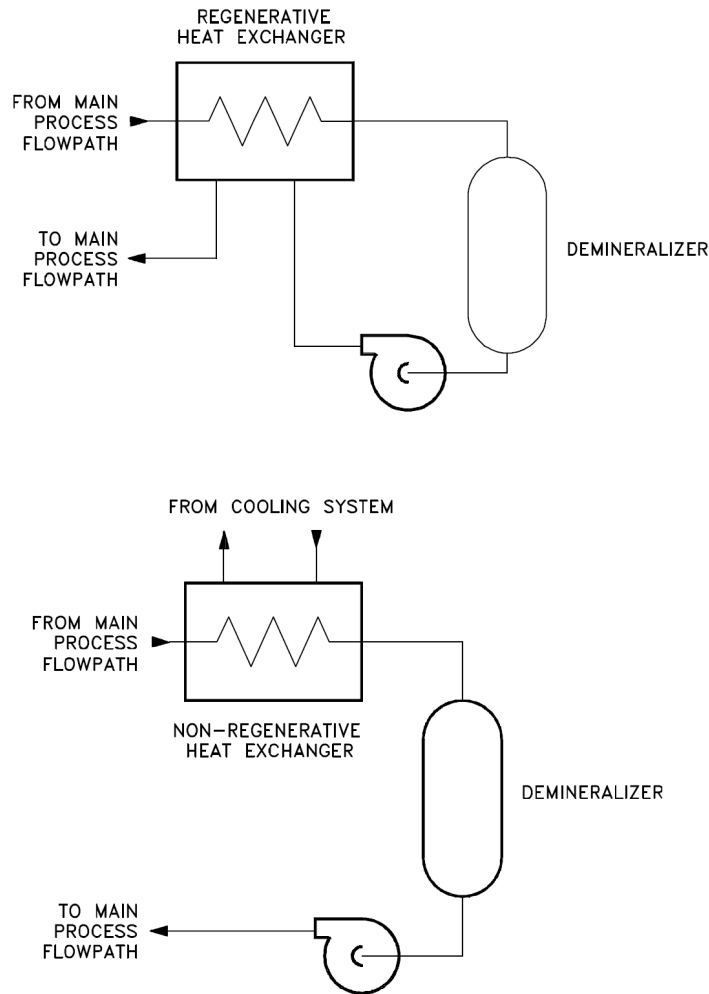 REGENERATIVE
HEAT EXCHANGER
FROM MAIN
PROCESS
FLOWPATH
TO MAIN
PROCESS
FLOWPATH
DEMINERALIZER
FROM COOLING SYSTEM
FROM MAIN
PROCESS
FLOWPATH
NON-REGENERATIVE
HEAT EXCHANGER
DEMINERALIZER
TO MAIN
PROCESS
FLOWPATH